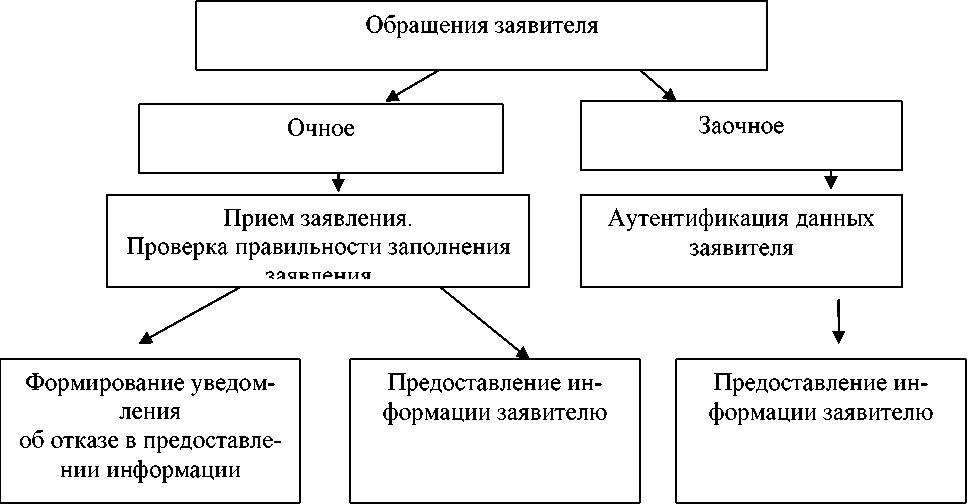 Обращения заявителя
Очное
Заочное
Прием заявления.
Проверка правильности заполнения
заявления
Аутентификация данных
заявителя
Формирование уведом-
ления
об отказе в предоставле-
нии информации
Предоставление ин-
формации заявителю
Предоставление ин-
формации заявителю